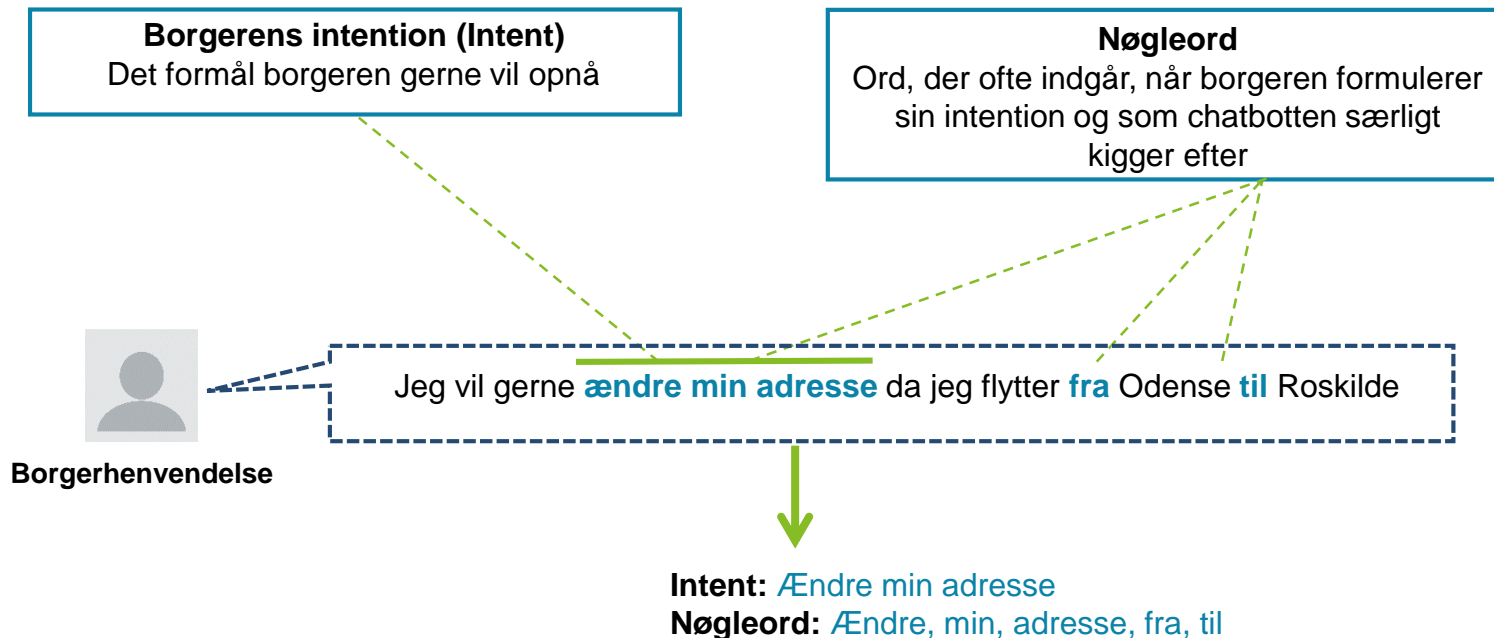 Borgerens intention (Intent)
Det formål borgeren gerne vil opnå
Nøgleord
Ord, der ofte indgår, når borgeren formulerer
sin intention og som chatbotten særligt
kigger efter
Jeg vil gerne ændre min adresse da jeg flytter fra Odense til Roskilde
Borgerhenvendelse
Intent: Ændre min adresse
Nøgleord: Ændre, min, adresse, fra, til